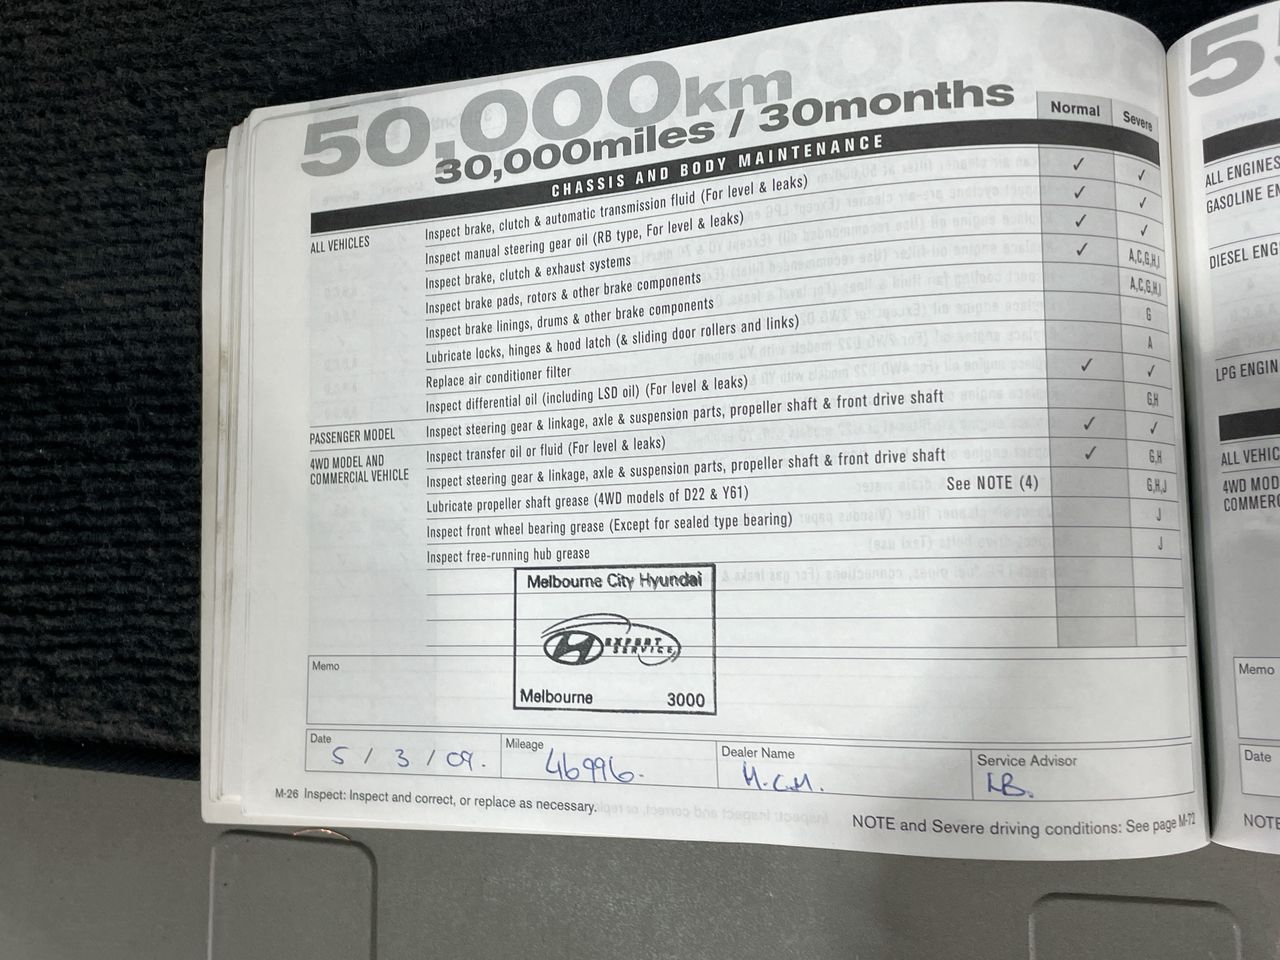 50,000km
30,000miles / 30months
Normal
Severe
CHASSIS AND BODY MAINTENANCE
ALL VEHICLES
Inspect brake, clutch & automatic transmission fluid (For level & leaks) ✓ ✓
Inspect manual steering gear oil (RB type, For level & leaks) ✓ ✓
Inspect brake, clutch & exhaust systems ✓ ✓
Inspect brake pads, rotors & other brake components ✓ A,C,G,H,I
Inspect brake linings, drums & other brake components A,C,G,H,I
Lubricate locks, hinges & hood latch (& sliding door rollers and links) G
Replace air conditioner filter A
Inspect differential oil (including LSD oil) (For level & leaks) ✓ ✓
PASSENGER MODEL
Inspect steering gear & linkage, axle & suspension parts, propeller shaft & front drive shaft G,H
4WD MODEL AND
COMMERCIAL VEHICLE
Inspect transfer oil or fluid (For level & leaks) ✓ ✓
Inspect steering gear & linkage, axle & suspension parts, propeller shaft & front drive shaft ✓ G,H
Lubricate propeller shaft grease (4WD models of D22 & Y61) See NOTE (4) G,H,J
Inspect front wheel bearing grease (Except for sealed type bearing) J
Inspect free-running hub grease J
Melbourne City Hyundai
EXPERT
SERVICE
Melbourne 3000
Memo
Date
5 / 3 / 09.
Mileage
46996.
Dealer Name
M.C.H.
Service Advisor
LB.
M-26 Inspect: Inspect and correct, or replace as necessary.
NOTE and Severe driving conditions: See page M-72
5
ALL ENGINES
GASOLINE EN
DIESEL ENG
LPG ENGIN
ALL VEHIC
4WD MOD
COMMERC
Memo
Date
NOTE